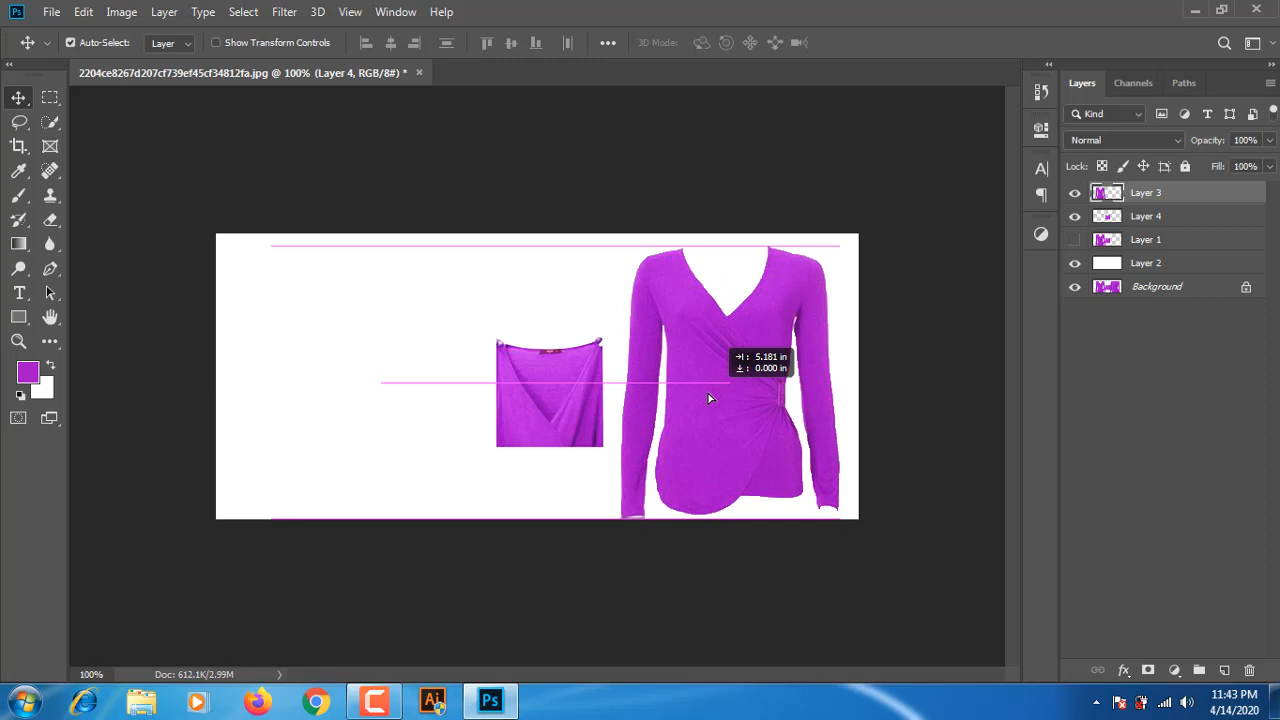 Ps File Edit Image Layer Type Select Filter 3D View Window Help
Auto-Select: Layer Show Transform Controls 3D Mode:
2204ce8267d207cf739ef45cf34812fa.jpg @ 100% (Layer 4, RGB/8#) * ×
Layers Channels Paths
Kind
Normal Opacity: 100%
Lock: Fill: 100%
Layer 3
Layer 4
Layer 1
Layer 2
Background
5.181 in
0.000 in
100% Doc: 612.1K/2.99M
Ai Ps
11:43 PM
4/14/2020